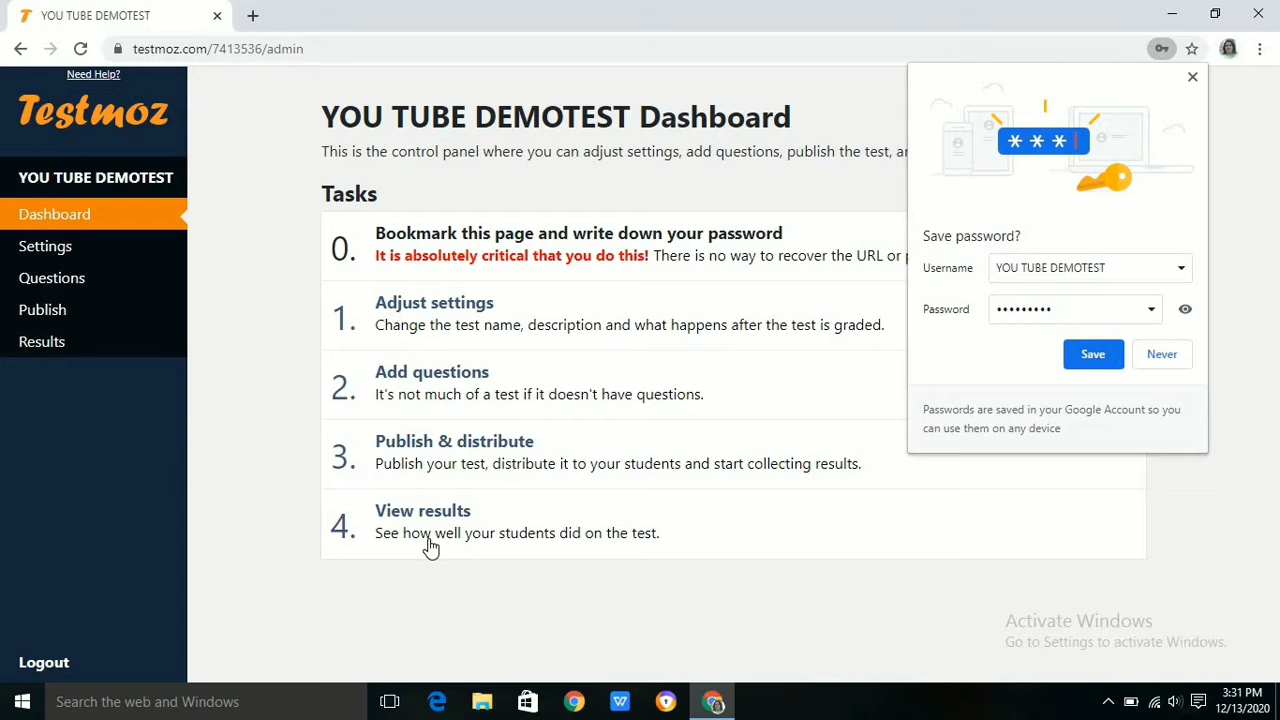 YOU TUBE DEMOTEST
testmoz.com/7413536/admin
Need Help?
Testmoz
YOU TUBE DEMOTEST
Dashboard
Settings
Questions
Publish
Results
Logout
YOU TUBE DEMOTEST Dashboard
This is the control panel where you can adjust settings, add questions, publish the test, an
Tasks
0. Bookmark this page and write down your password
It is absolutely critical that you do this! There is no way to recover the URL or p
1. Adjust settings
Change the test name, description and what happens after the test is graded.
2. Add questions
It's not much of a test if it doesn't have questions.
3. Publish & distribute
Publish your test, distribute it to your students and start collecting results.
4. View results
See how well your students did on the test.
***
Save password?
Username YOU TUBE DEMOTEST
Password •••••••••
Save Never
Passwords are saved in your Google Account so you
can use them on any device
Activate Windows
Go to Settings to activate Windows.
Search the web and Windows
W
3:31 PM
12/13/2020